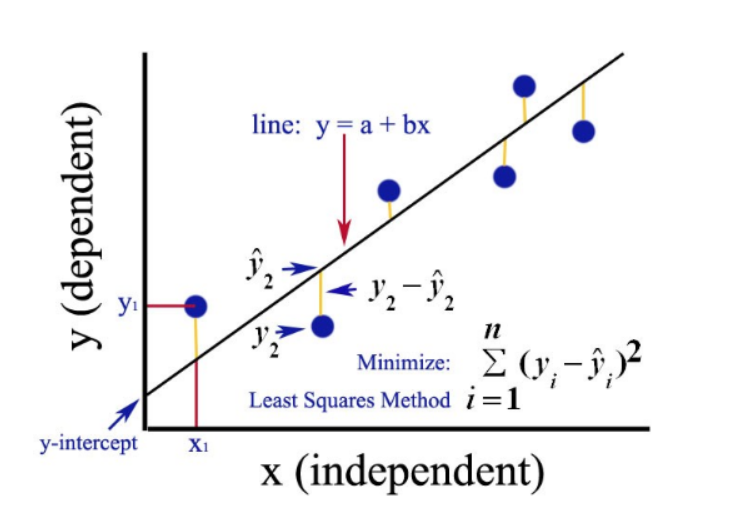 y (dependent)
line: y = a + bx
ŷ₂
y₂ − ŷ₂
y₁
y₂
Minimize:
n
Σ (yᵢ − ŷᵢ)²
i = 1
Least Squares Method
y-intercept
x₁
x (independent)